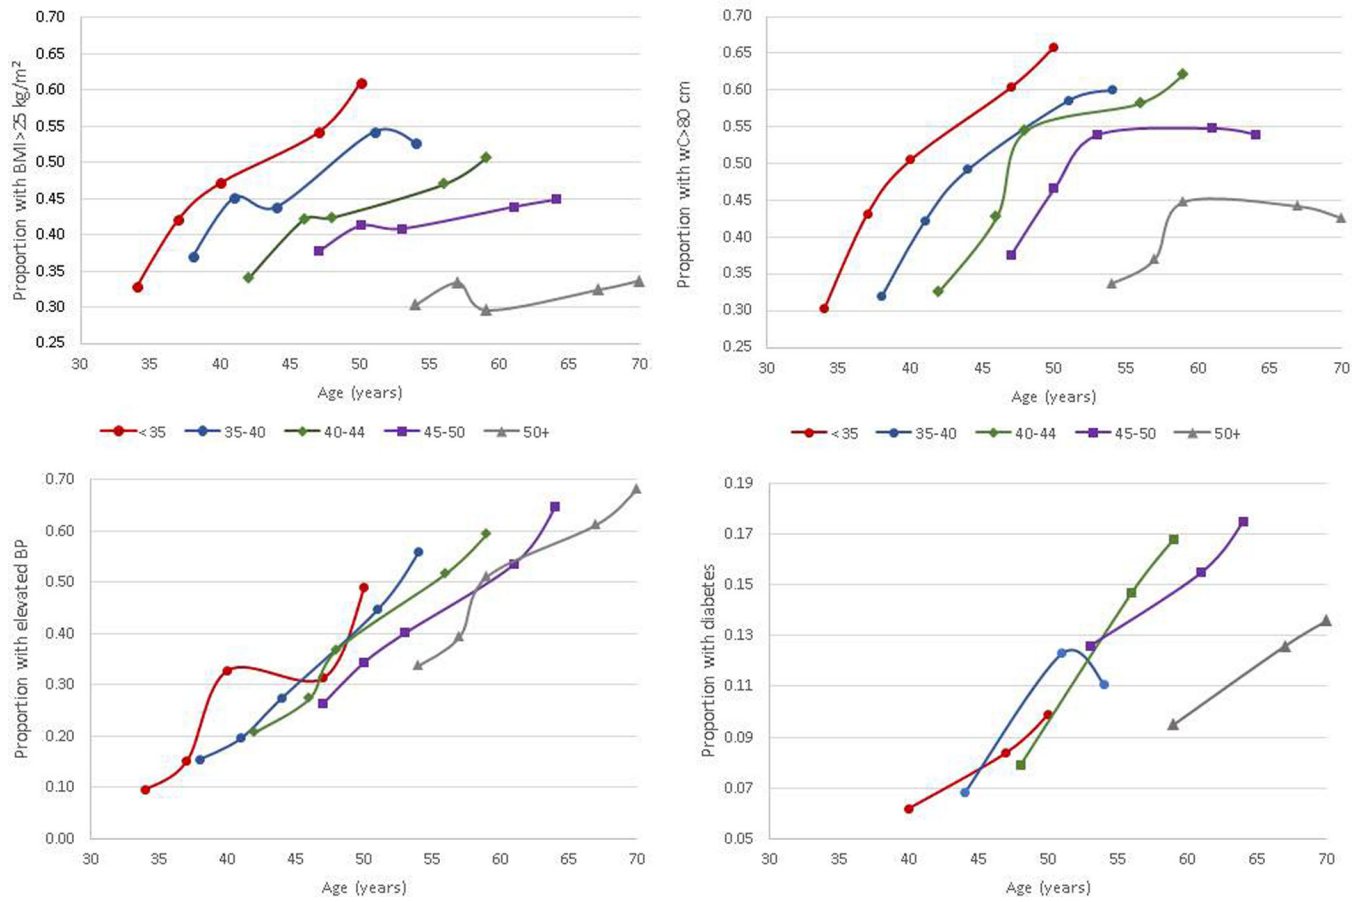 0.70
0.65
0.60
0.55
0.50
0.45
0.40
0.35
0.30
0.25
Proportion with BMI>25 kg/m²
30 35 40 45 50 55 60 65 70
Age (years)
<35 35-40 40-44 45-50 50+
0.70
0.65
0.60
0.55
0.50
0.45
0.40
0.35
0.30
0.25
Proportion with WC>80 cm
30 35 40 45 50 55 60 65 70
Age (years)
<35 35-40 40-44 45-50 50+
0.70
0.60
0.50
0.40
0.30
0.20
0.10
0.00
Proportion with elevated BP
30 35 40 45 50 55 60 65 70
Age (years)
0.19
0.17
0.15
0.13
0.11
0.09
0.07
0.05
Proportion with diabetes
30 35 40 45 50 55 60 65 70
Age (years)